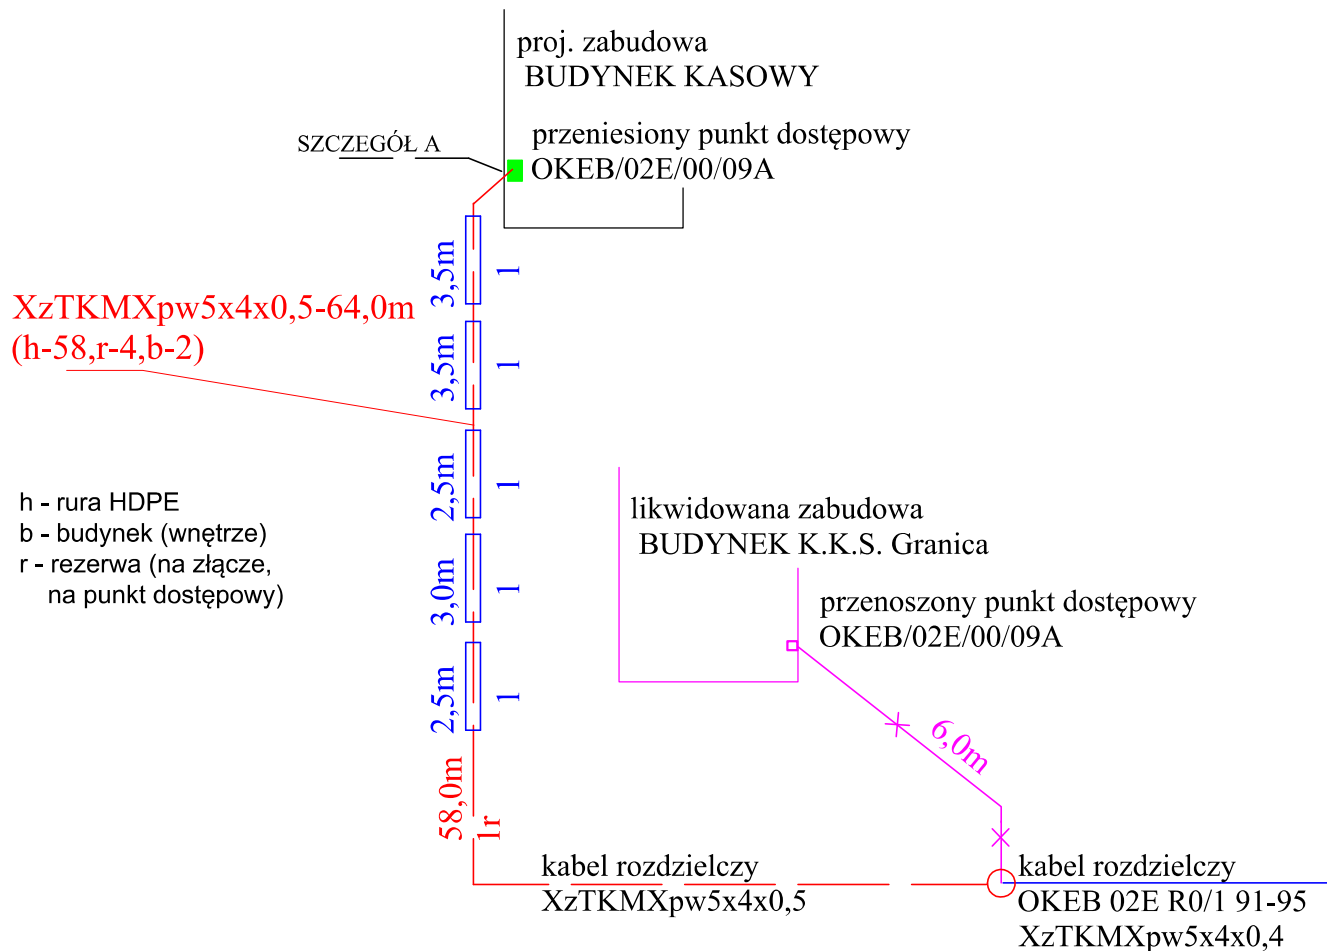 proj. zabudowa
BUDYNEK KASOWY
SZCZEGÓŁ A
przeniesiony punkt dostępowy
OKEB/02E/00/09A
3,5m
1
XzTKMXpw5x4x0,5-64,0m
(h-58,r-4,b-2)
3,5m
1
2,5m
1
h - rura HDPE
b - budynek (wnętrze)
r - rezerwa (na złącze,
na punkt dostępowy)
likwidowana zabudowa
BUDYNEK K.K.S. Granica
3,0m
1
przenoszony punkt dostępowy
OKEB/02E/00/09A
2,5m
1
6,0m
58,0m
1r
kabel rozdzielczy
XzTKMXpw5x4x0,5
kabel rozdzielczy
OKEB 02E R0/1 91-95
XzTKMXpw5x4x0,4